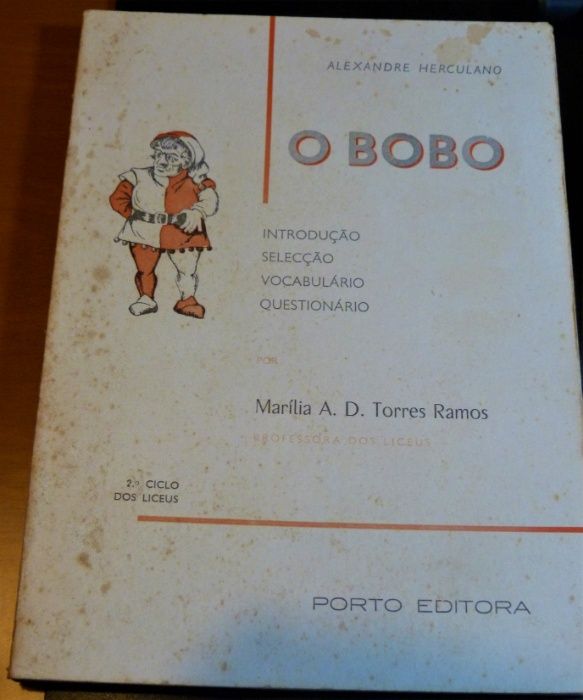 ALEXANDRE HERCULANO
O BOBO
INTRODUÇÃO
SELECÇÃO
VOCABULÁRIO
QUESTIONÁRIO
POR
Marília A. D. Torres Ramos
PROFESSORA DOS LICEUS
2.º CICLO
DOS LICEUS
PORTO EDITORA